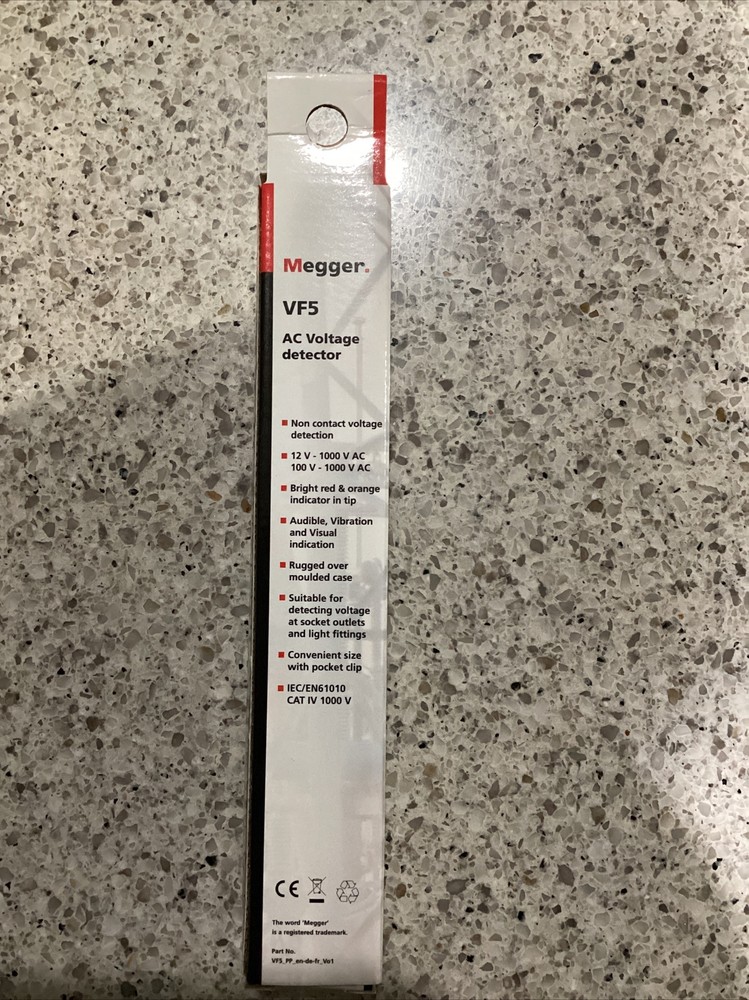 Megger.
VF5
AC Voltage
detector
Non contact voltage
detection
12 V - 1000 V AC
100 V - 1000 V AC
Bright red & orange
indicator in tip
Audible, Vibration
and Visual
indication
Rugged over
moulded case
Suitable for
detecting voltage
at socket outlets
and light fittings
Convenient size
with pocket clip
IEC/EN61010
CAT IV 1000 V
CE
The word 'Megger'
is a registered trademark.
Part No.
VF5_PP_en-de-fr_Vo1